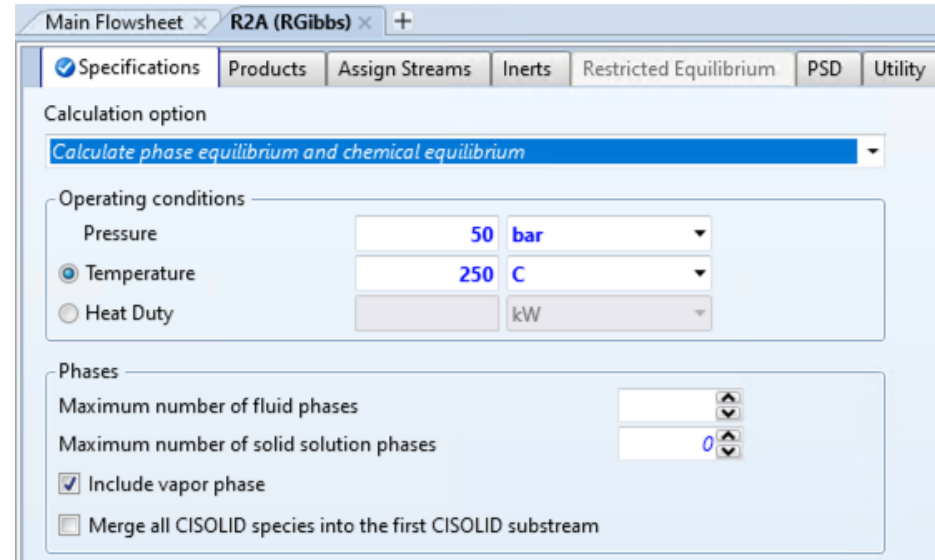 Main Flowsheet × R2A (RGibbs) × +
Specifications Products Assign Streams Inerts Restricted Equilibrium PSD Utility
Calculation option
Calculate phase equilibrium and chemical equilibrium
Operating conditions
Pressure 50 bar
Temperature 250 C
Heat Duty kW
Phases
Maximum number of fluid phases
Maximum number of solid solution phases 0
Include vapor phase
Merge all CISOLID species into the first CISOLID substream